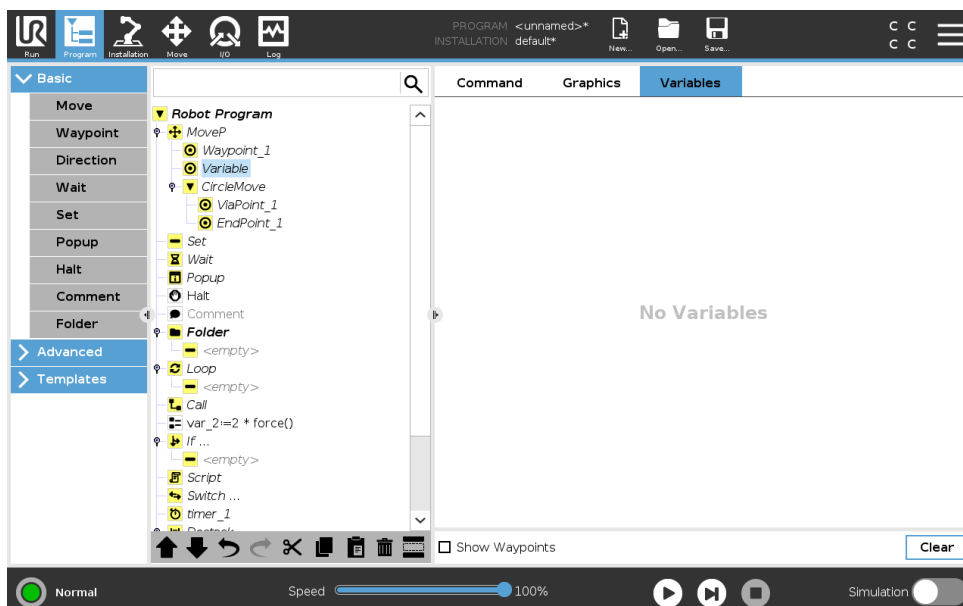 UR
PROGRAM <unnamed>*
INSTALLATION default*
Run Program Installation Move I/O Log New... Open... Save...
C C
C C
Basic
Move
Waypoint
Direction
Wait
Set
Popup
Halt
Comment
Folder
Advanced
Templates
Robot Program
MoveP
Waypoint_1
Variable
CircleMove
ViaPoint_1
EndPoint_1
Set
Wait
Popup
Halt
Comment
Folder
<empty>
Loop
<empty>
Call
var_2:=2 * force()
If ...
<empty>
Script
Switch ...
timer_1
Command Graphics Variables
No Variables
Show Waypoints Clear
Normal Speed 100% Simulation